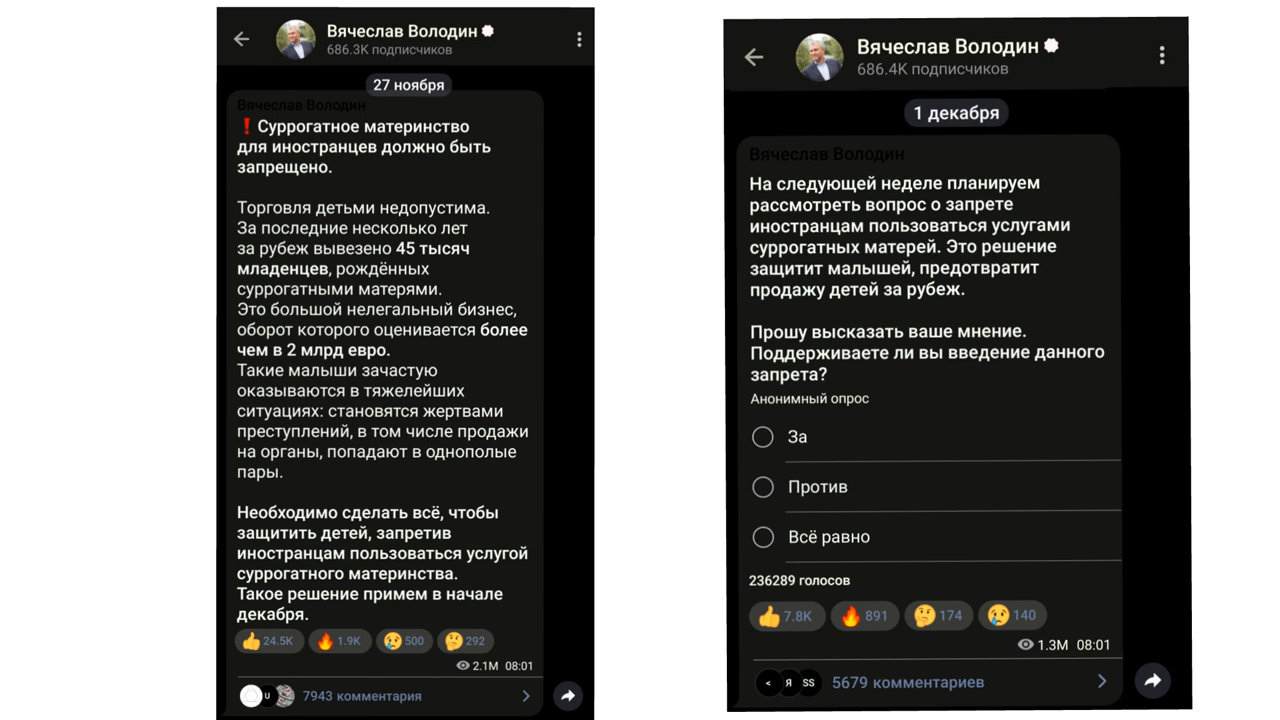 Вячеслав Володин
686.3K подписчиков
27 ноября
Вячеслав Володин
❗Суррогатное материнство
для иностранцев должно быть
запрещено.
Торговля детьми недопустима.
За последние несколько лет
за рубеж вывезено 45 тысяч
младенцев, рождённых
суррогатными матерями.
Это большой нелегальный бизнес,
оборот которого оценивается более
чем в 2 млрд евро.
Такие малыши зачастую
оказываются в тяжелейших
ситуациях: становятся жертвами
преступлений, в том числе продажи
на органы, попадают в однополые
пары.
Необходимо сделать всё, чтобы
защитить детей, запретив
иностранцам пользоваться услугой
суррогатного материнства.
Такое решение примем в начале
декабря.
👍 24.5K 🔥 1.9K 😢 500 🤔 292
2.1M 08:01
U
7943 комментария
Вячеслав Володин
686.4K подписчиков
1 декабря
Вячеслав Володин
На следующей неделе планируем
рассмотреть вопрос о запрете
иностранцам пользоваться услугами
суррогатных матерей. Это решение
защитит малышей, предотвратит
продажу детей за рубеж.
Прошу высказать ваше мнение.
Поддерживаете ли вы введение данного
запрета?
Анонимный опрос
За
Против
Всё равно
236289 голосов
👍 7.8K 🔥 891 🤔 174 😢 140
1.3M 08:01
< Я SS
5679 комментариев